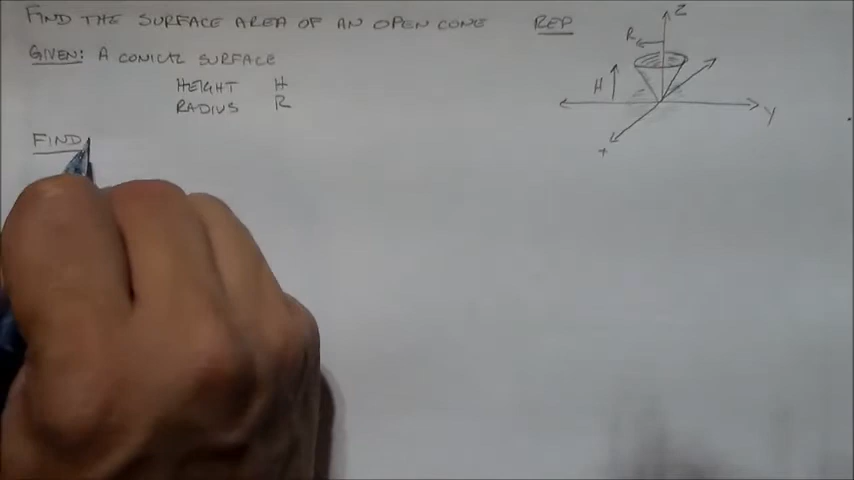 FIND THE SURFACE AREA OF AN OPEN CONE
REP
GIVEN: A CONICAL SURFACE
HEIGHT H
RADIUS R
FIND
Z
R
H
Y
X